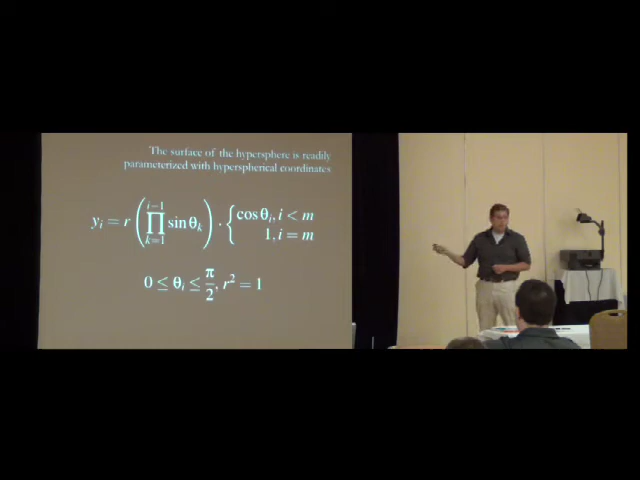 The surface of the hypersphere is readily
parameterized with hyperspherical coordinates
y_i = r ( ∏_{k=1}^{i−1} sin θ_k ) · { cos θ_i, i < m
1, i = m
0 ≤ θ_i ≤ π/2, r² = 1